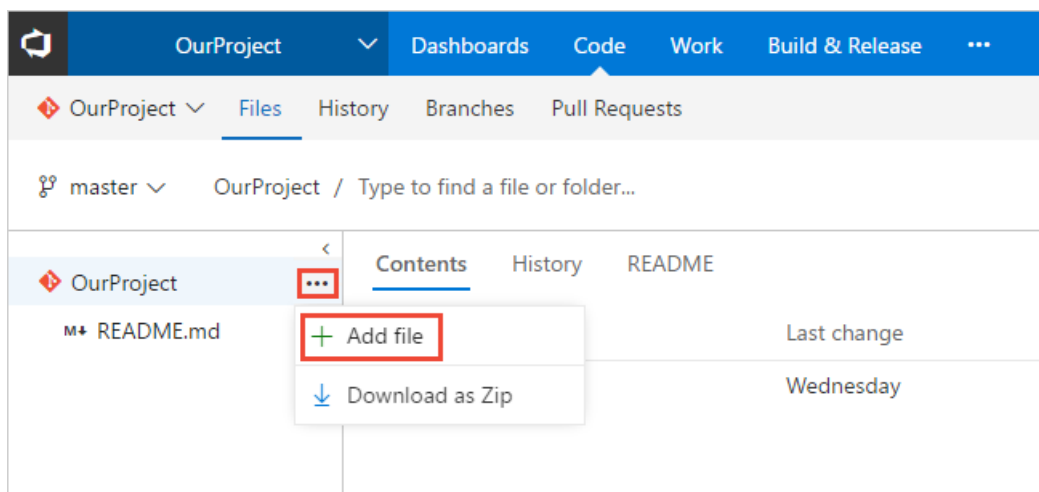 OurProject Dashboards Code Work Build & Release ...
OurProject Files History Branches Pull Requests
master OurProject / Type to find a file or folder...
OurProject ...
Contents History README
M↓ README.md
+ Add file
Last change
Download as Zip
Wednesday